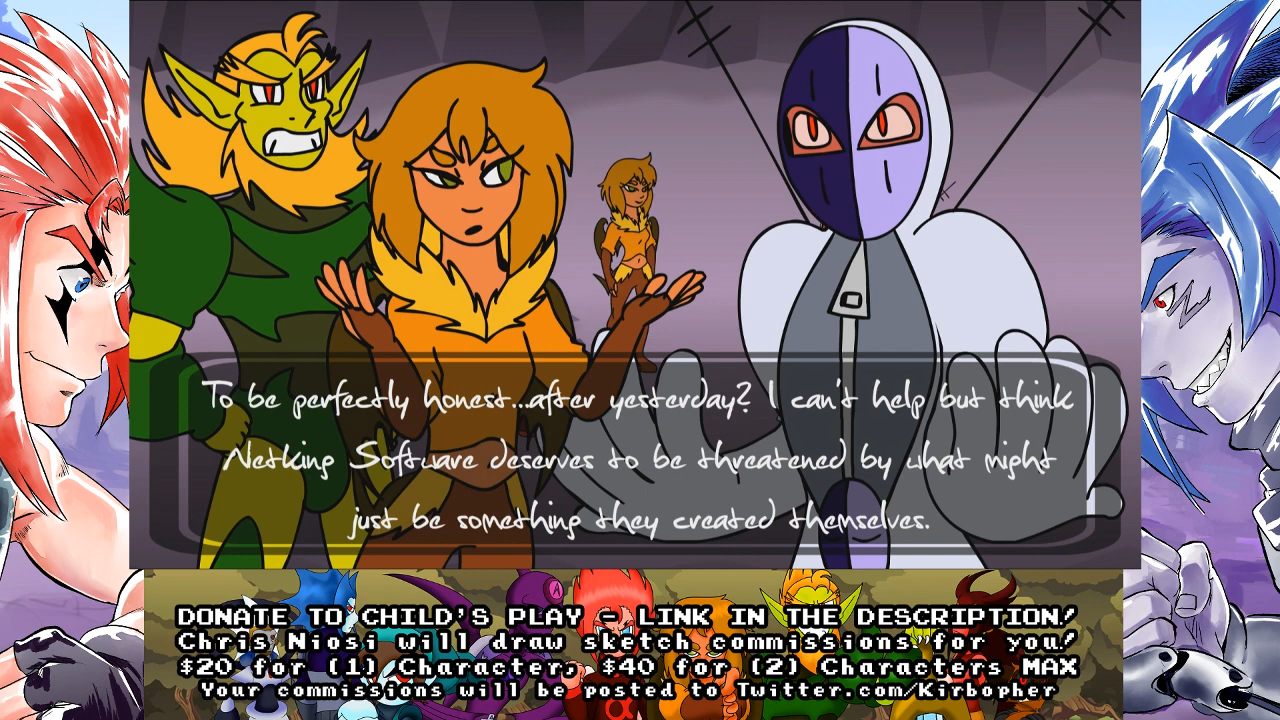 To be perfectly honest...after yesterday? I can't help but think
Netking Software deserves to be threatened by what might
just be something they created themselves.
DONATE TO CHILD'S PLAY - LINK IN THE DESCRIPTION!
Chris Niosi will draw sketch commissions for you!
$20 for (1) Character, $40 for (2) Characters MAX
Your commissions will be posted to Twitter.com/Kirbopher